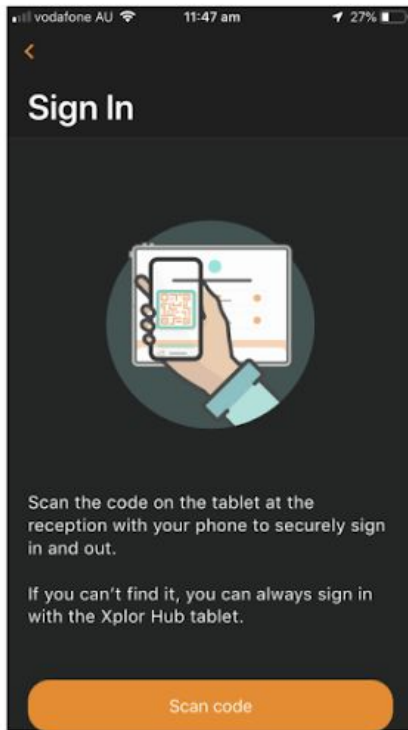 vodafone AU 11:47 am 27%
Sign In
Scan the code on the tablet at the
reception with your phone to securely sign
in and out.
If you can't find it, you can always sign in
with the Xplor Hub tablet.
Scan code